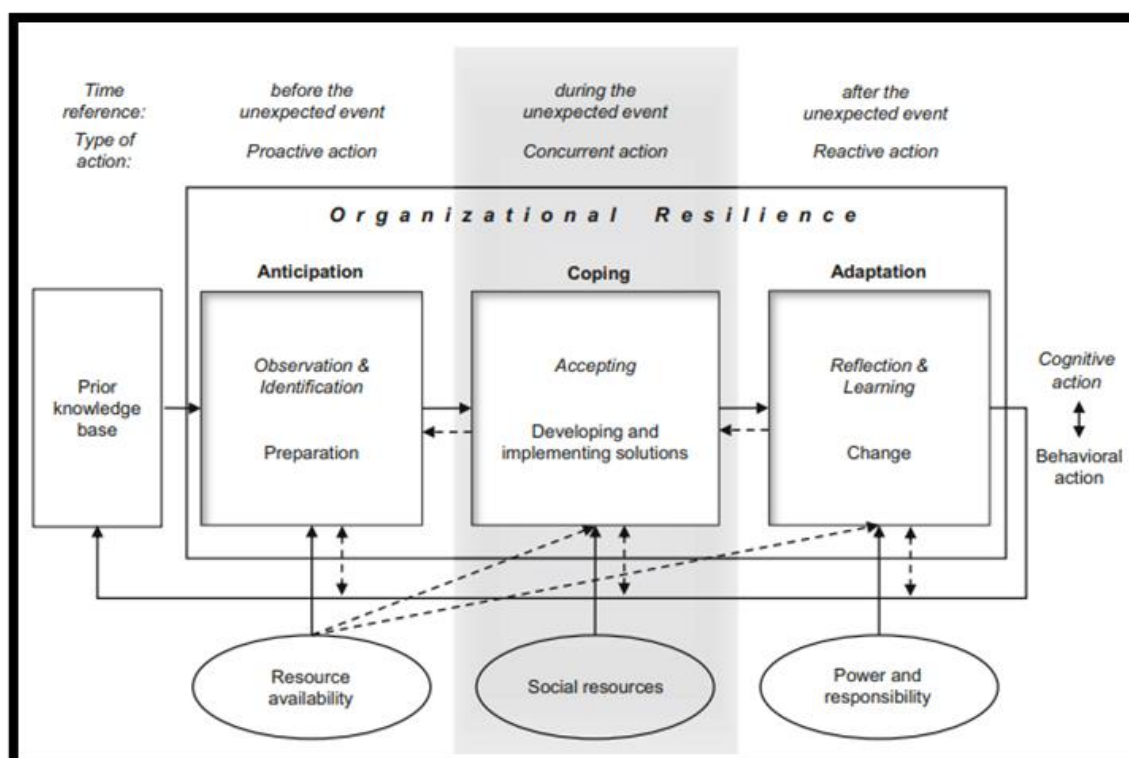 Time reference:
before the unexpected event
during the unexpected event
after the unexpected event
Type of action:
Proactive action
Concurrent action
Reactive action
Organizational Resilience
Anticipation
Coping
Adaptation
Prior knowledge base
Observation & Identification
Preparation
Accepting
Developing and implementing solutions
Reflection & Learning
Change
Cognitive action
Behavioral action
Resource availability
Social resources
Power and responsibility